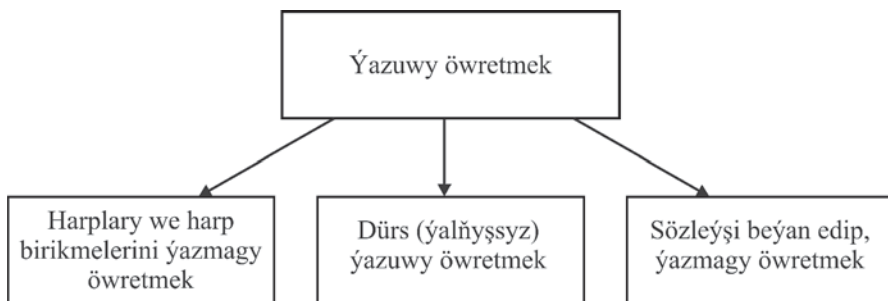 Ýazuwy öwretmek
Harplary we harp
birikmelerini ýazmagy
öwretmek
Dürs (ýalňyşsyz)
ýazuwy öwretmek
Sözleýşi beýan edip,
ýazmagy öwretmek